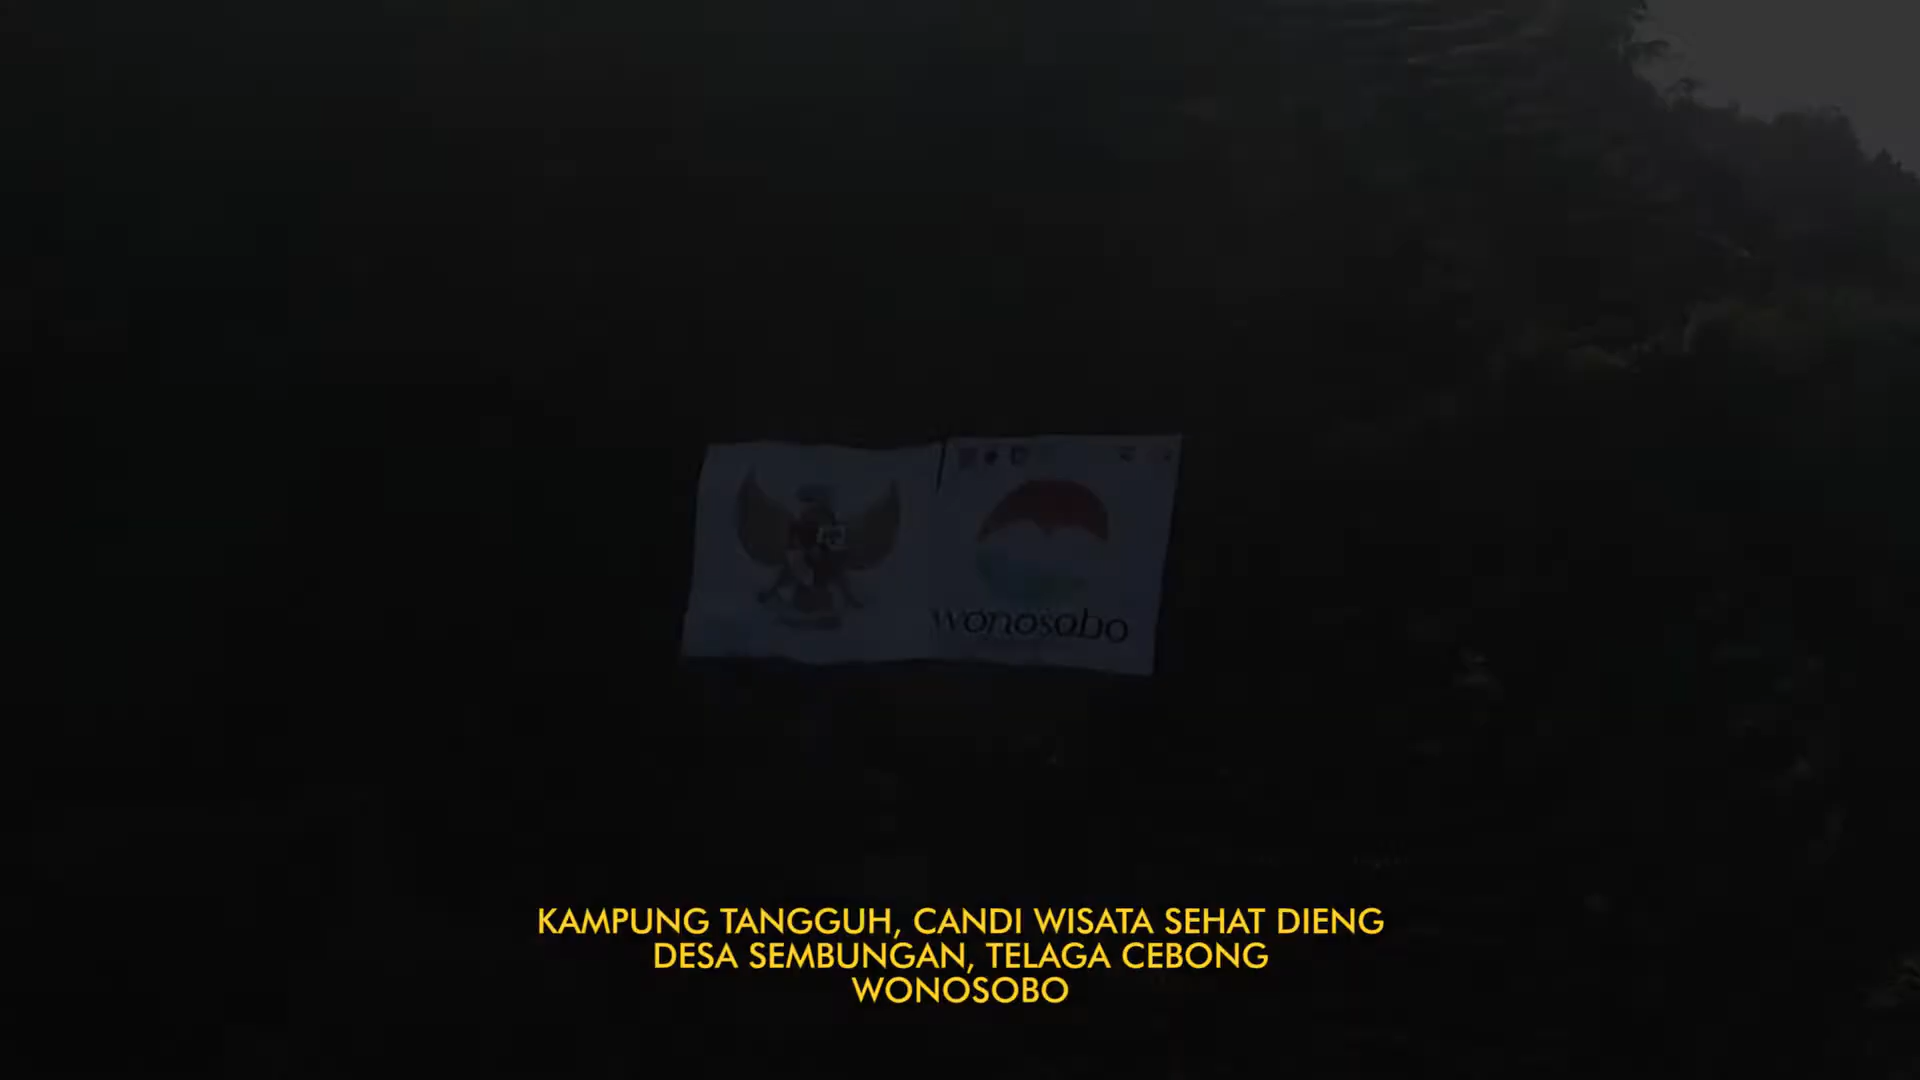 wonosobo
KAMPUNG TANGGUH, CANDI WISATA SEHAT DIENG
DESA SEMBUNGAN, TELAGA CEBONG
WONOSOBO